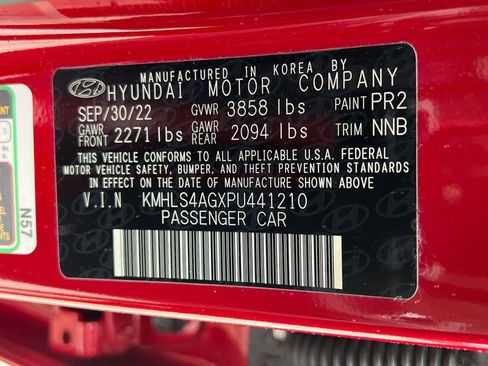 MANUFACTURED IN KOREA BY
HYUNDAI MOTOR COMPANY
SEP/30/22 GVWR 3858 lbs PAINT PR2
GAWR FRONT 2271 lbs GAWR REAR 2094 lbs TRIM NNB
THIS VEHICLE CONFORMS TO ALL APPLICABLE U.S.A. FEDERAL
MOTOR VEHICLE SAFETY, BUMPER, AND THEFT PREVENTION STANDARDS
IN EFFECT ON THE DATE OF MANUFACTURE SHOWN ABOVE.
V.I.N KMHLS4AGXPU441210
PASSENGER CAR
N57